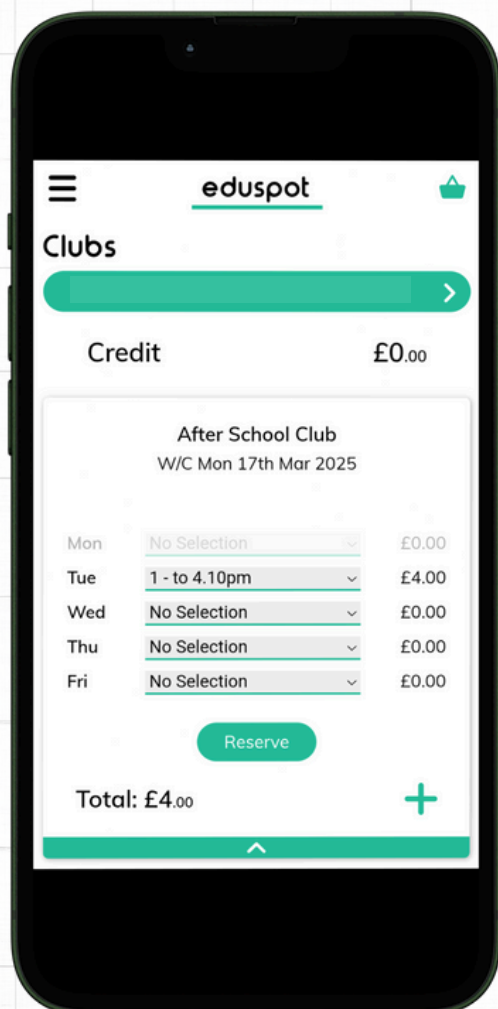 eduspot
Clubs
Credit £0.00
After School Club
W/C Mon 17th Mar 2025
Mon No Selection £0.00
Tue 1 - to 4.10pm £4.00
Wed No Selection £0.00
Thu No Selection £0.00
Fri No Selection £0.00
Reserve
Total: £4.00